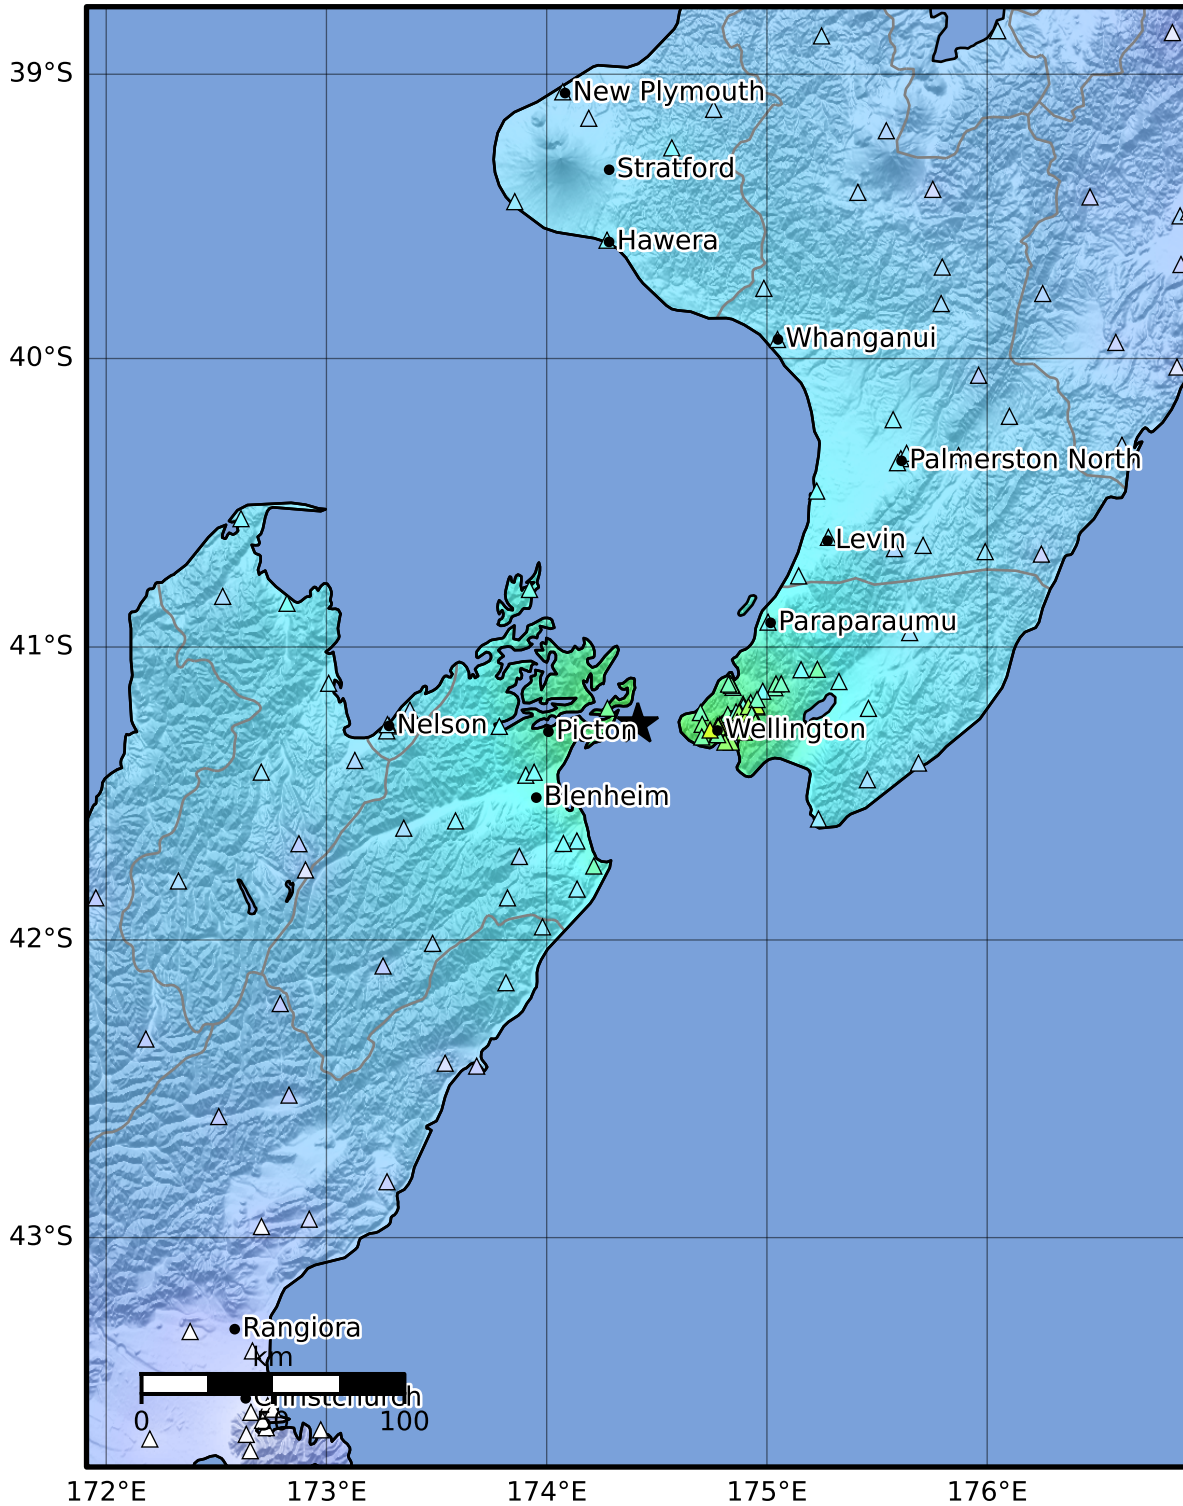 39°S
New Plymouth
Stratford
Hawera
Whanganui
40°S
Palmerston North
Levin
Paraparaumu
41°S
Nelson
Picton
Wellington
Blenheim
42°S
43°S
Rangiora
km
Christchurch
0
100
172°E 173°E 174°E 175°E 176°E